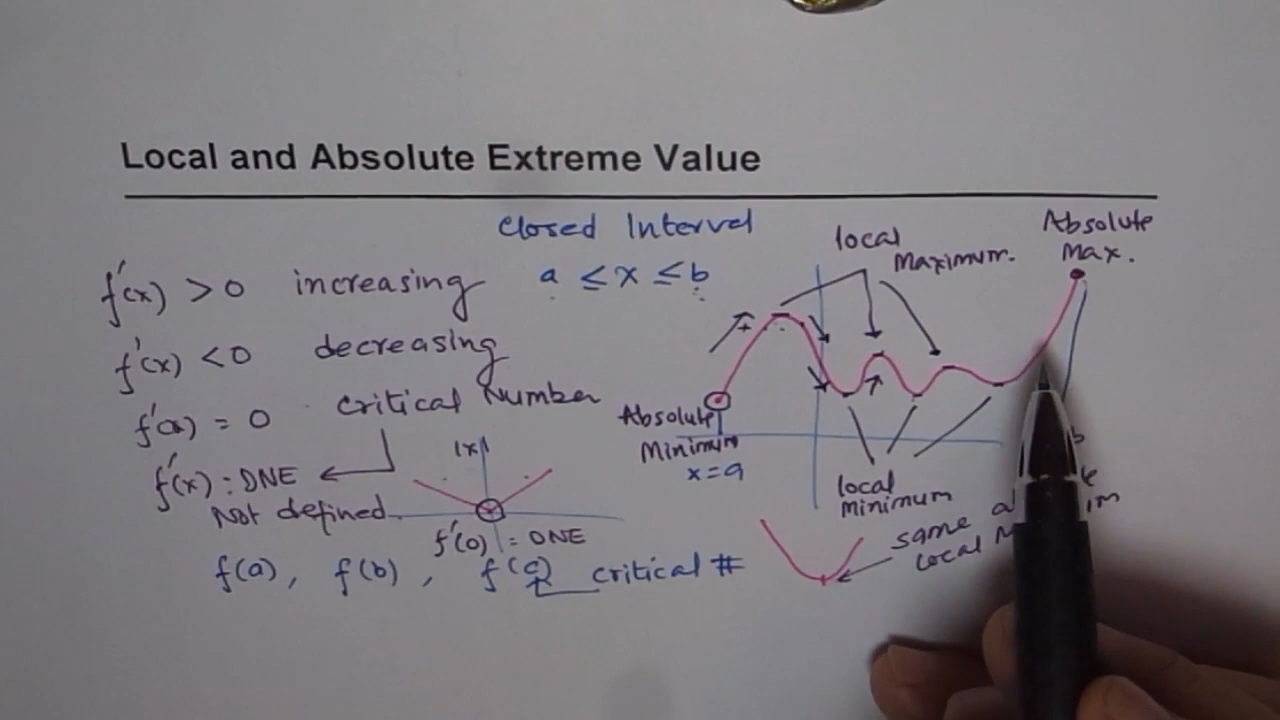 Local and Absolute Extreme Value
Closed Interval
a ≤ x ≤ b
f'(x) > 0 increasing
f'(x) < 0 decreasing
f'(x) = 0 critical Number
f'(x) : DNE
Not defined
|x|
f'(0) = DNE
f(a), f(b), f(c) critical #
local
Maximum.
Absolute
Max.
+
Absolute
Minimum
x=a
local
Minimum
b
same a
local M